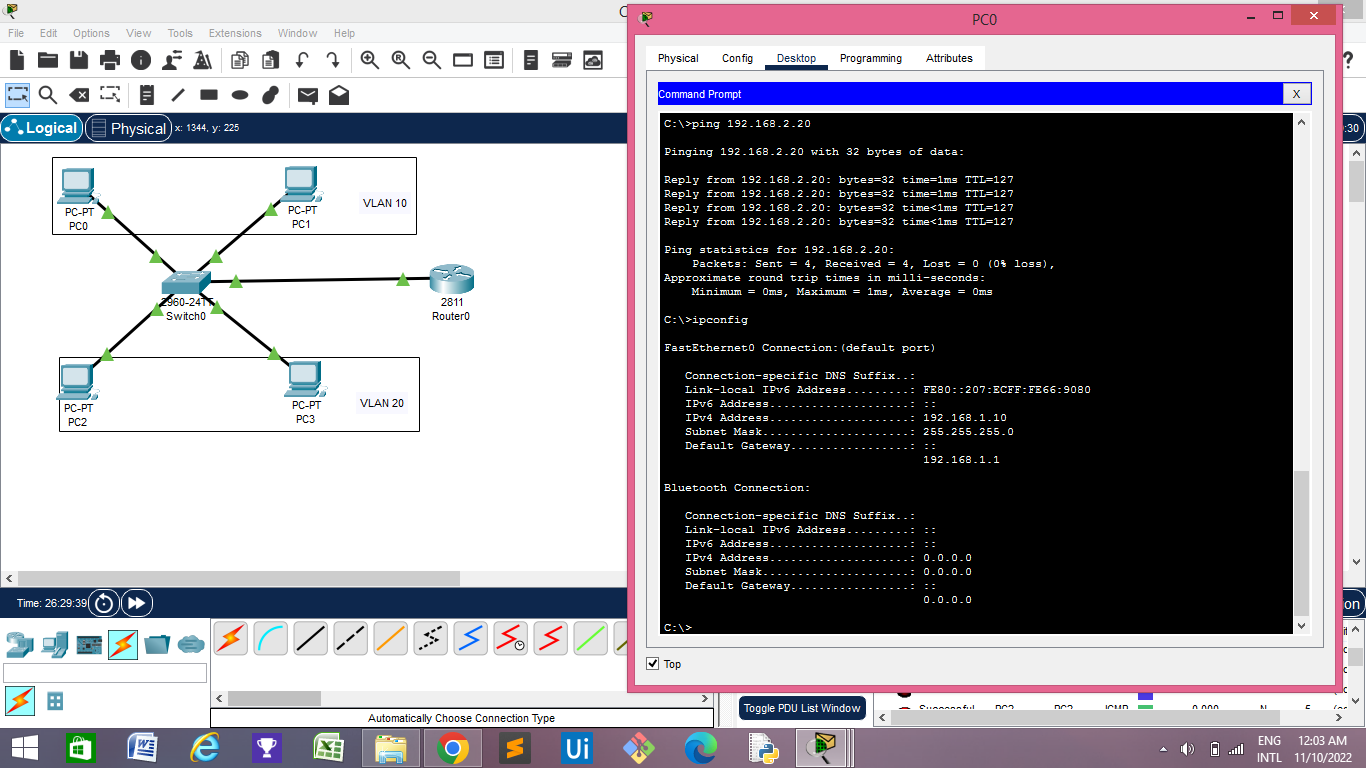 PC0
File Edit Options View Tools Extensions Window Help
Physical Config Desktop Programming Attributes
Command Prompt
X
Logical
Physical
x: 1344, y: 225
:30
VLAN 10
PC-PT
PC0
PC-PT
PC1
2960-24TT
Switch0
2811
Router0
PC-PT
PC2
PC-PT
PC3
VLAN 20
C:\>ping 192.168.2.20
Pinging 192.168.2.20 with 32 bytes of data:
Reply from 192.168.2.20: bytes=32 time=1ms TTL=127
Reply from 192.168.2.20: bytes=32 time=1ms TTL=127
Reply from 192.168.2.20: bytes=32 time<1ms TTL=127
Reply from 192.168.2.20: bytes=32 time<1ms TTL=127
Ping statistics for 192.168.2.20:
Packets: Sent = 4, Received = 4, Lost = 0 (0% loss),
Approximate round trip times in milli-seconds:
Minimum = 0ms, Maximum = 1ms, Average = 0ms
C:\>ipconfig
FastEthernet0 Connection:(default port)
Connection-specific DNS Suffix..:
Link-local IPv6 Address.........: FE80::207:ECFF:FE66:9080
IPv6 Address....................: ::
IPv4 Address....................: 192.168.1.10
Subnet Mask.....................: 255.255.255.0
Default Gateway.................: ::
192.168.1.1
Bluetooth Connection:
Connection-specific DNS Suffix..:
Link-local IPv6 Address.........: ::
IPv6 Address....................: ::
IPv4 Address....................: 0.0.0.0
Subnet Mask.....................: 0.0.0.0
Default Gateway.................: ::
0.0.0.0
C:\>
Top
Time: 26:29:39
Automatically Choose Connection Type
Toggle PDU List Window
Successful PC2 PC3 ICMP 0.000 N 5
ENG
INTL
12:03 AM
11/10/2022